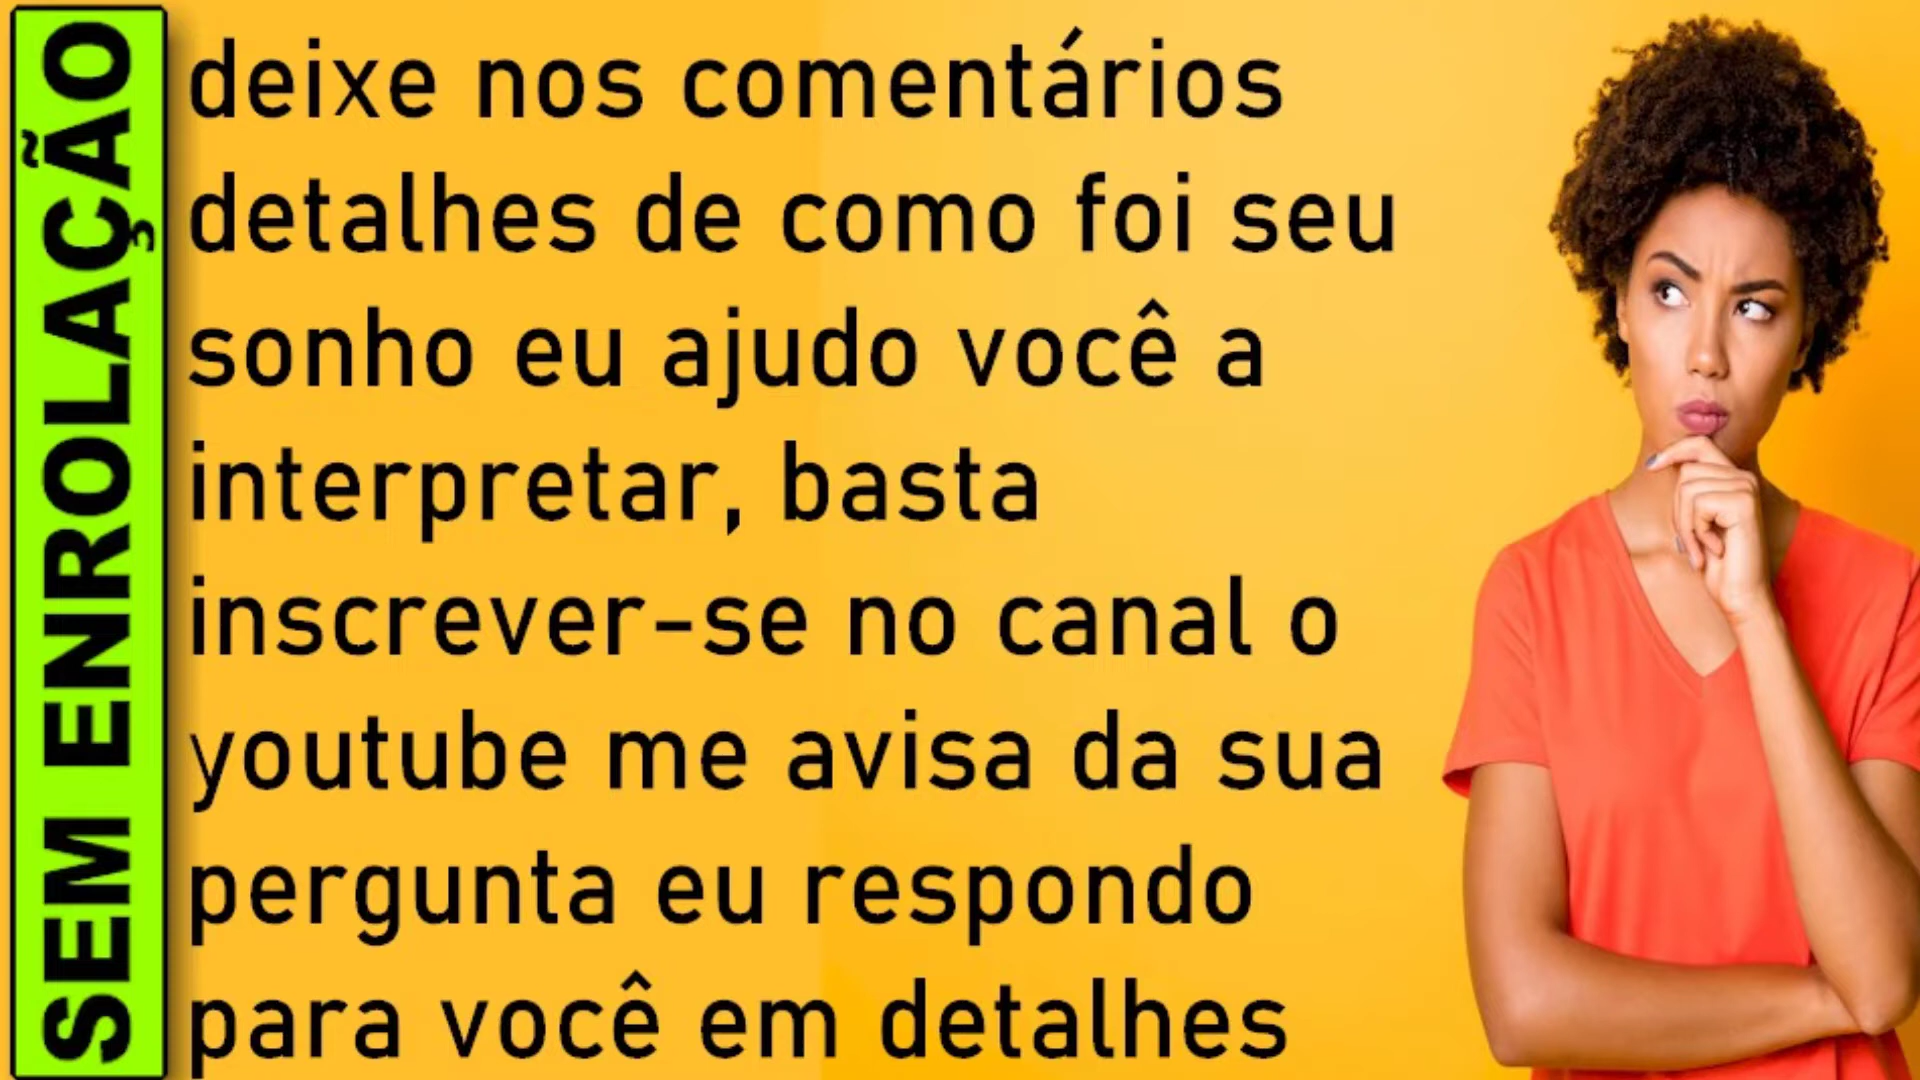 SEM ENROLAÇÃO
deixe nos comentários
detalhes de como foi seu
sonho eu ajudo você a
interpretar, basta
inscrever-se no canal o
youtube me avisa da sua
pergunta eu respondo
para você em detalhes